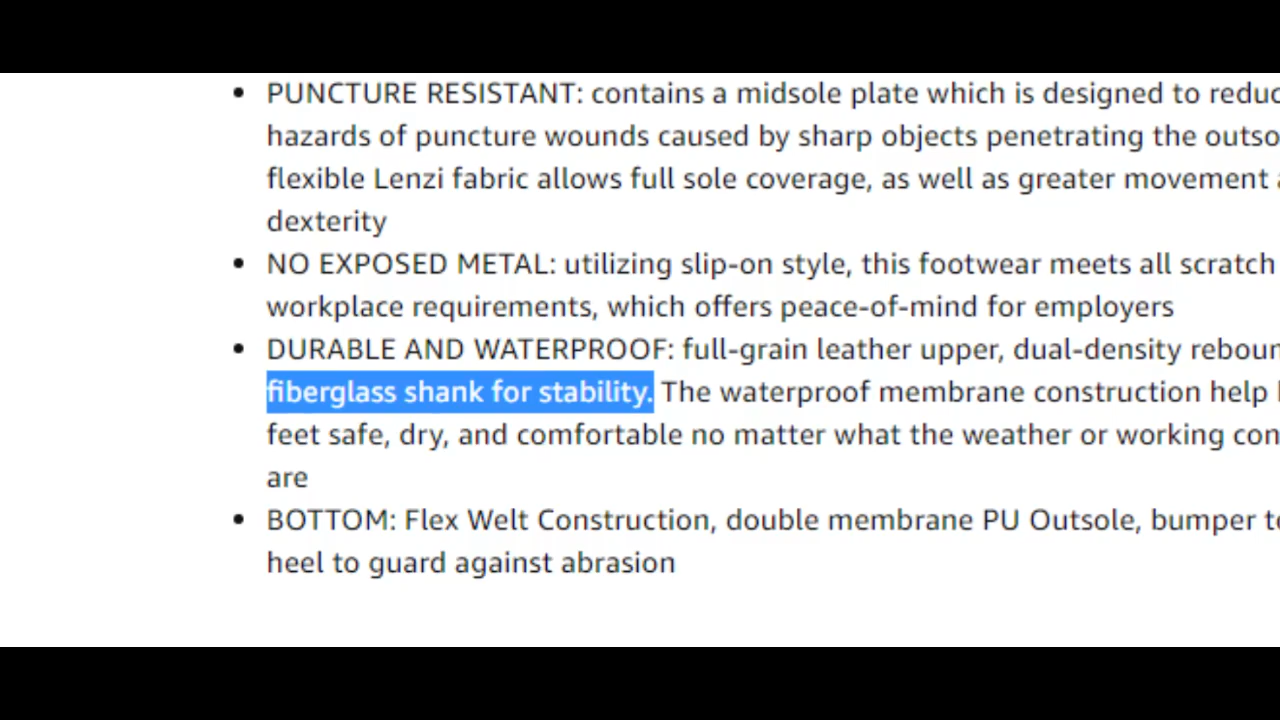 • PUNCTURE RESISTANT: contains a midsole plate which is designed to reduc
hazards of puncture wounds caused by sharp objects penetrating the outso
flexible Lenzi fabric allows full sole coverage, as well as greater movement a
dexterity
• NO EXPOSED METAL: utilizing slip-on style, this footwear meets all scratch
workplace requirements, which offers peace-of-mind for employers
• DURABLE AND WATERPROOF: full-grain leather upper, dual-density reboun
fiberglass shank for stability. The waterproof membrane construction help
feet safe, dry, and comfortable no matter what the weather or working con
are
• BOTTOM: Flex Welt Construction, double membrane PU Outsole, bumper to
heel to guard against abrasion